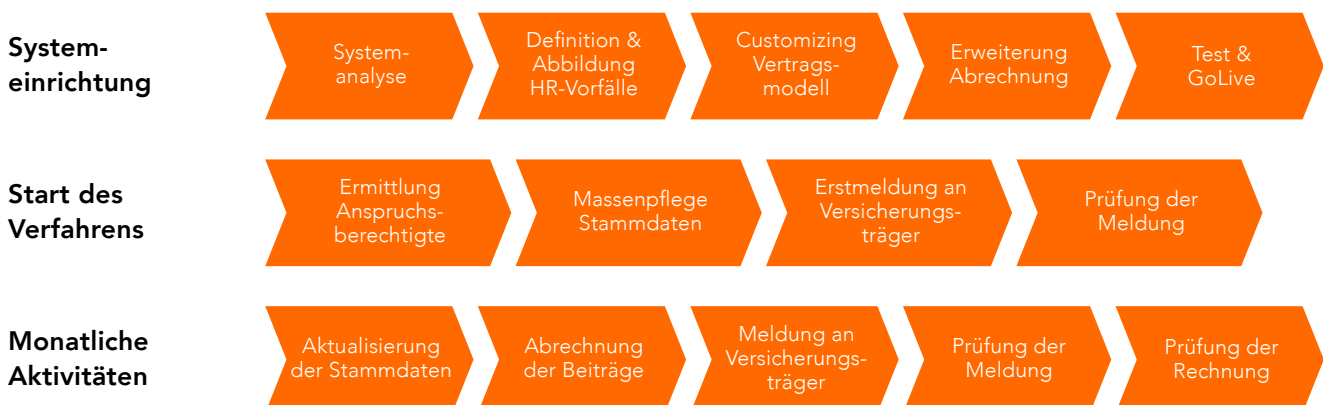 System-
einrichtung
System-
analyse
Definition &
Abbildung
HR-Vorfälle
Customizing
Vertrags-
modell
Erweiterung
Abrechnung
Test &
GoLive
Start des
Verfahrens
Ermittlung
Anspruchs-
berechtigte
Massenpflege
Stammdaten
Erstmeldung an
Versicherungs-
träger
Prüfung der
Meldung
Monatliche
Aktivitäten
Aktualisierung
der Stammdaten
Abrechnung
der Beiträge
Meldung an
Versicherungs-
träger
Prüfung der
Meldung
Prüfung der
Rechnung